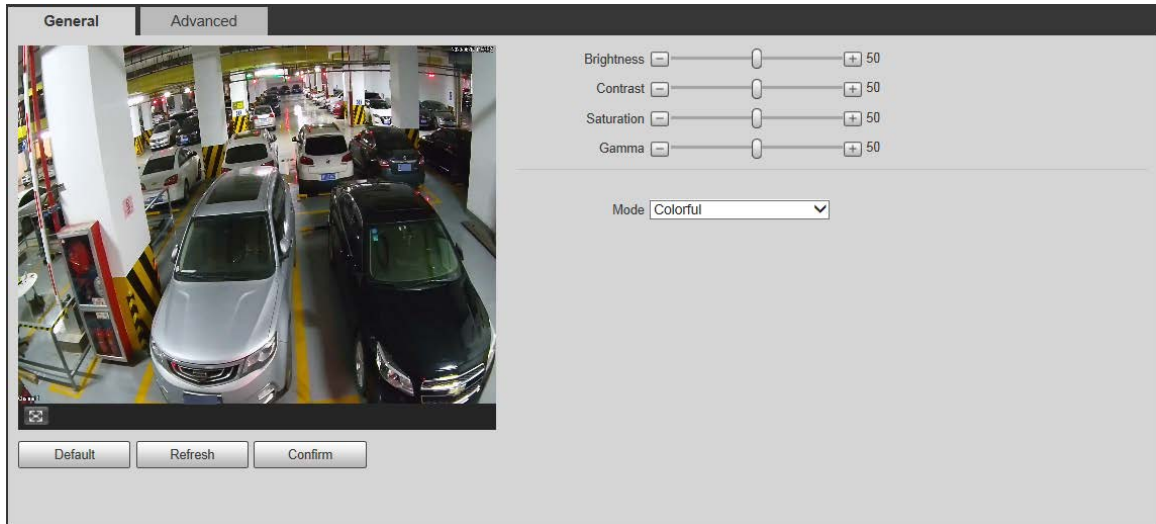 General Advanced
Brightness 50
Contrast 50
Saturation 50
Gamma 50
Mode Colorful
Default Refresh Confirm